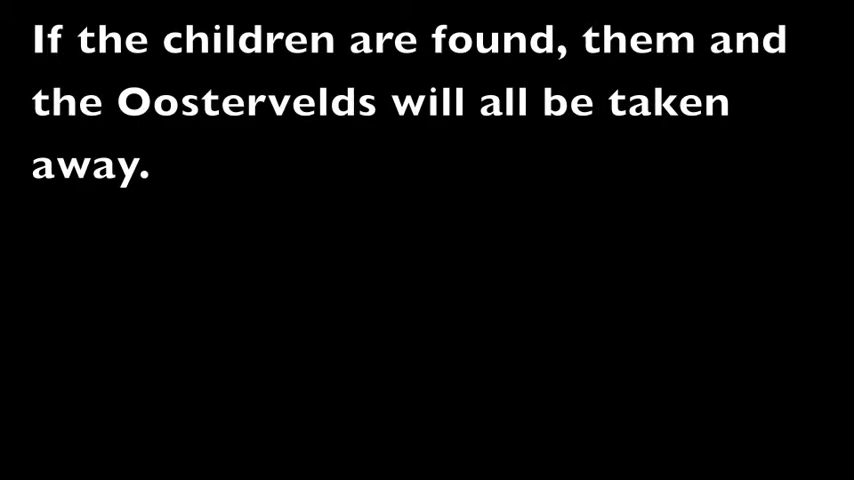 If the children are found, them and
the Oostervelds will all be taken
away.